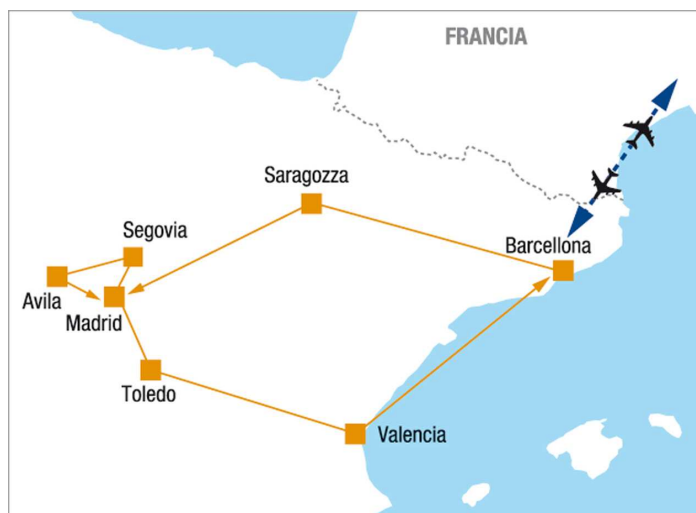 FRANCIA
Saragozza
Segovia
Barcellona
Avila
Madrid
Toledo
Valencia